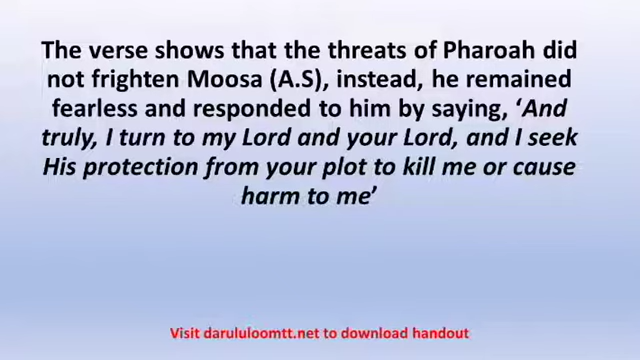 The verse shows that the threats of Pharoah did
not frighten Moosa (A.S), instead, he remained
fearless and responded to him by saying, ‘And
truly, I turn to my Lord and your Lord, and I seek
His protection from your plot to kill me or cause
harm to me’
Visit darululoomtt.net to download handout